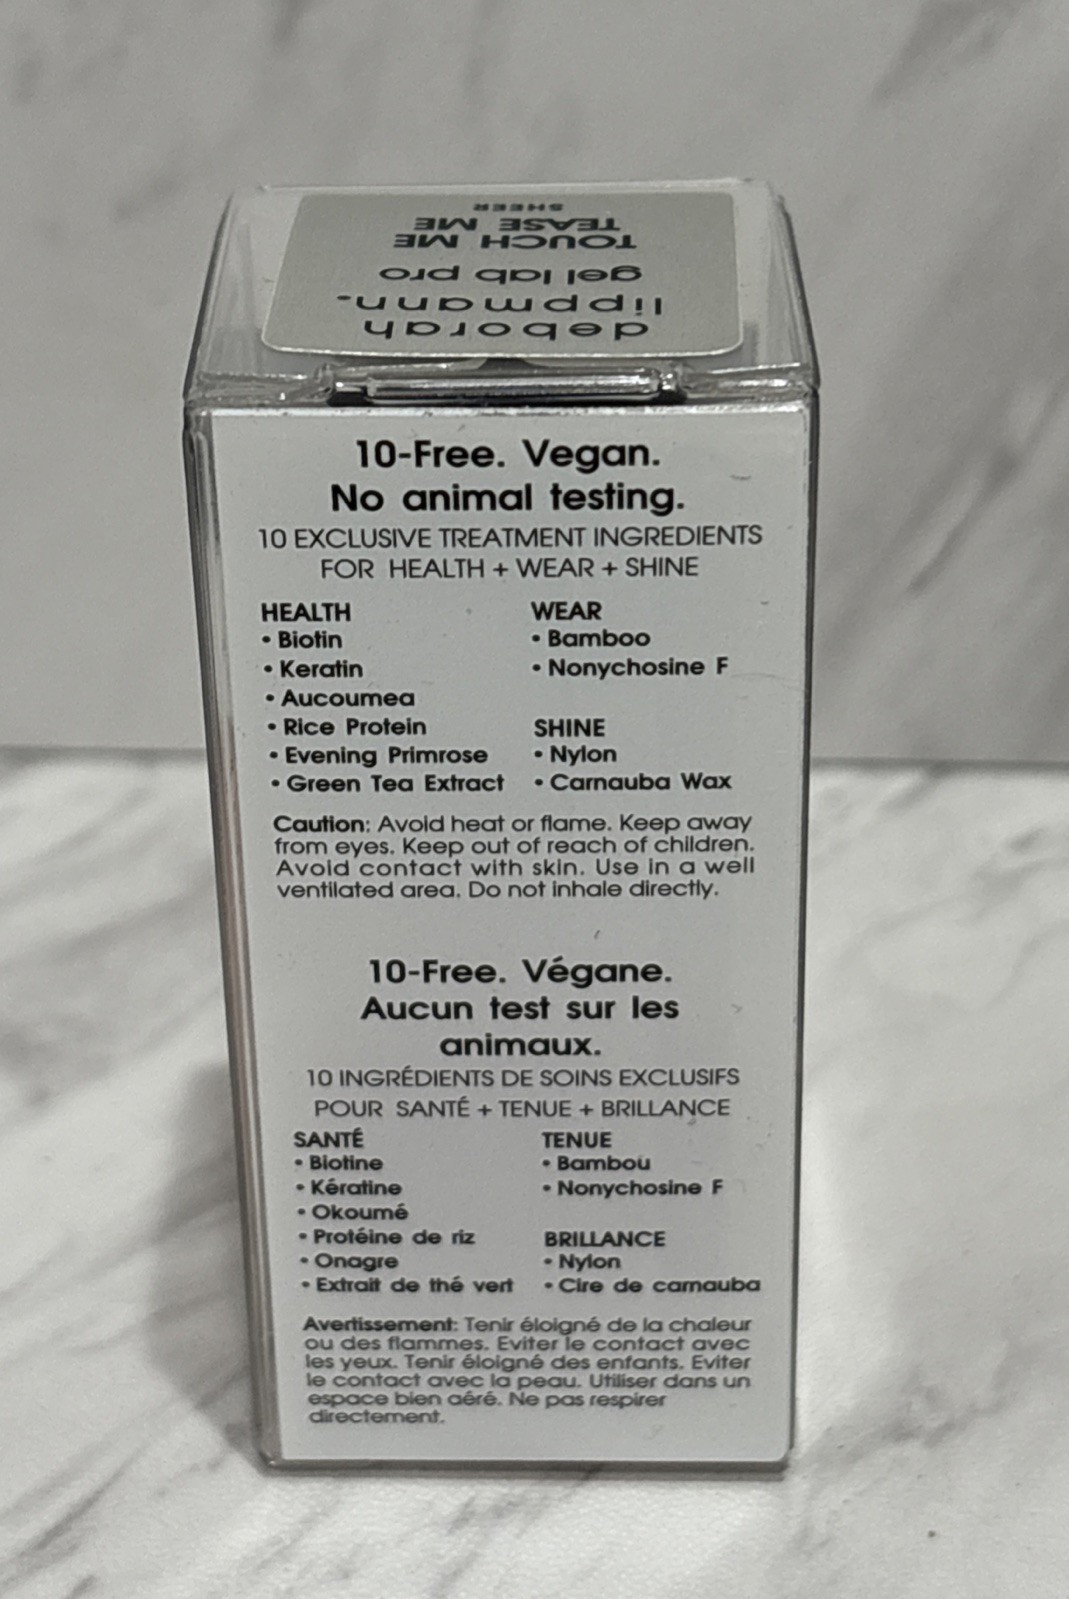 deborah
lippmann.
gel lab pro
TOUCH ME
TEASE ME
SHEER
10-Free. Vegan.
No animal testing.
10 EXCLUSIVE TREATMENT INGREDIENTS
FOR HEALTH + WEAR + SHINE
HEALTH
• Biotin
• Keratin
• Aucoumea
• Rice Protein
• Evening Primrose
• Green Tea Extract
WEAR
• Bamboo
• Nonychosine F
SHINE
• Nylon
• Carnauba Wax
Caution: Avoid heat or flame. Keep away
from eyes. Keep out of reach of children.
Avoid contact with skin. Use in a well
ventilated area. Do not inhale directly.
10-Free. Végane.
Aucun test sur les
animaux.
10 INGRÉDIENTS DE SOINS EXCLUSIFS
POUR SANTÉ + TENUE + BRILLANCE
SANTÉ
• Biotine
• Kératine
• Okoumé
• Protéine de riz
• Onagre
• Extrait de thé vert
TENUE
• Bambou
• Nonychosine F
BRILLANCE
• Nylon
• Cire de carnauba
Avertissement: Tenir éloigné de la chaleur
ou des flammes. Eviter le contact avec
les yeux. Tenir éloigné des enfants. Eviter
le contact avec la peau. Utiliser dans un
espace bien aéré. Ne pas respirer
directement.